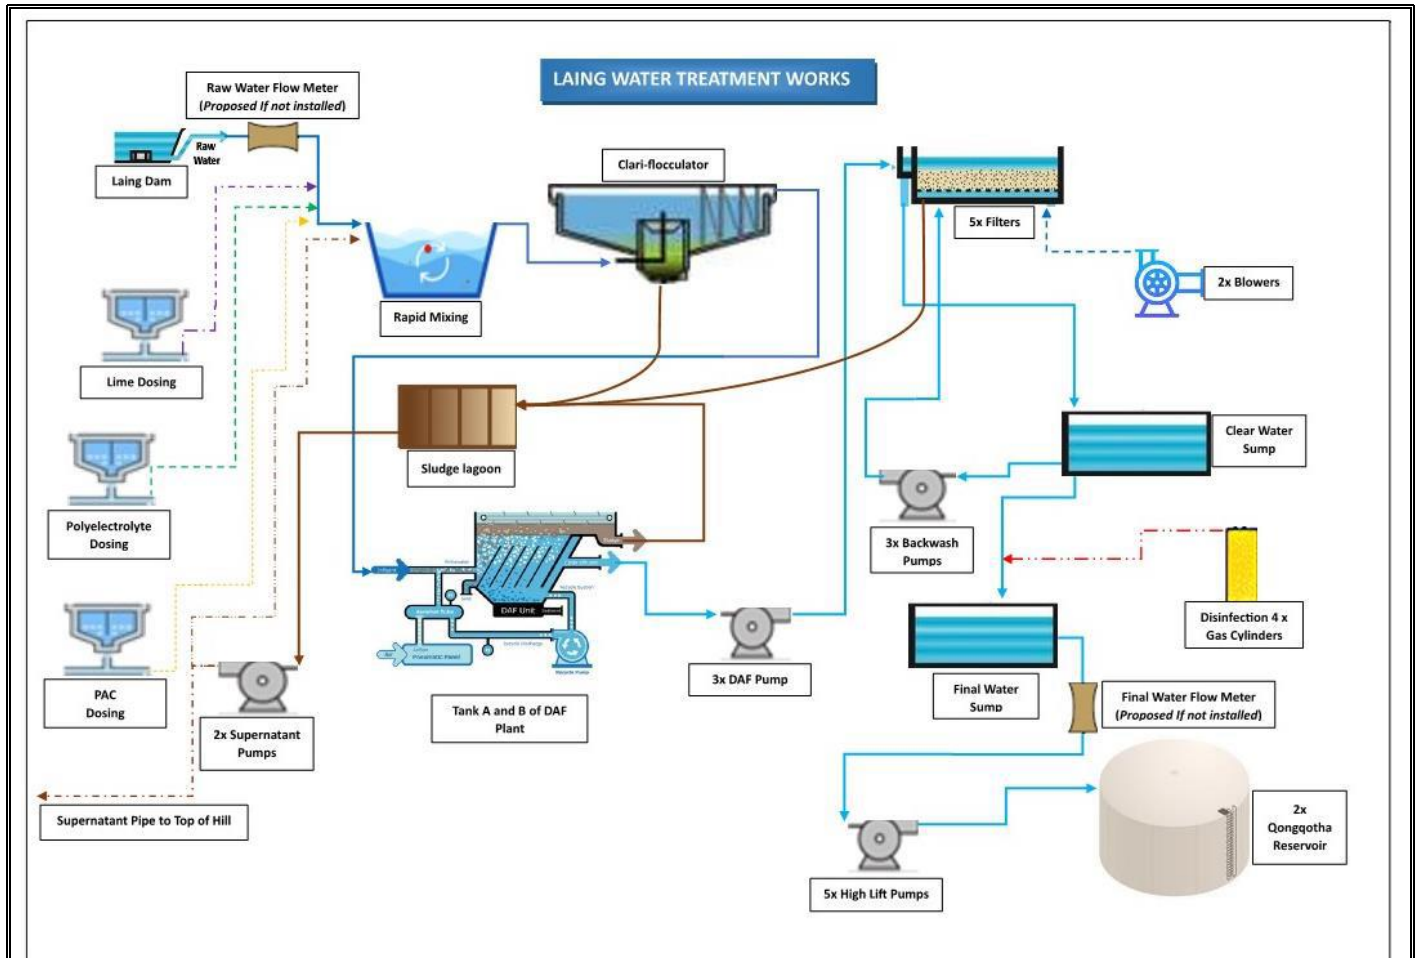 LAING WATER TREATMENT WORKS
Raw Water Flow Meter
(Proposed If not installed)
Raw
Water
Laing Dam
Clari-flocculator
5x Filters
2x Blowers
Rapid Mixing
Lime Dosing
Sludge lagoon
Clear Water
Sump
Polyelectrolyte
Dosing
3x Backwash
Pumps
DAF Unit
Pneumatic Panel
Disinfection 4 x
Gas Cylinders
3x DAF Pump
PAC
Dosing
Final Water
Sump
Final Water Flow Meter
(Proposed If not installed)
Tank A and B of DAF
Plant
2x Supernatant
Pumps
Supernatant Pipe to Top of Hill
2x
Qongqotha
Reservoir
5x High Lift Pumps